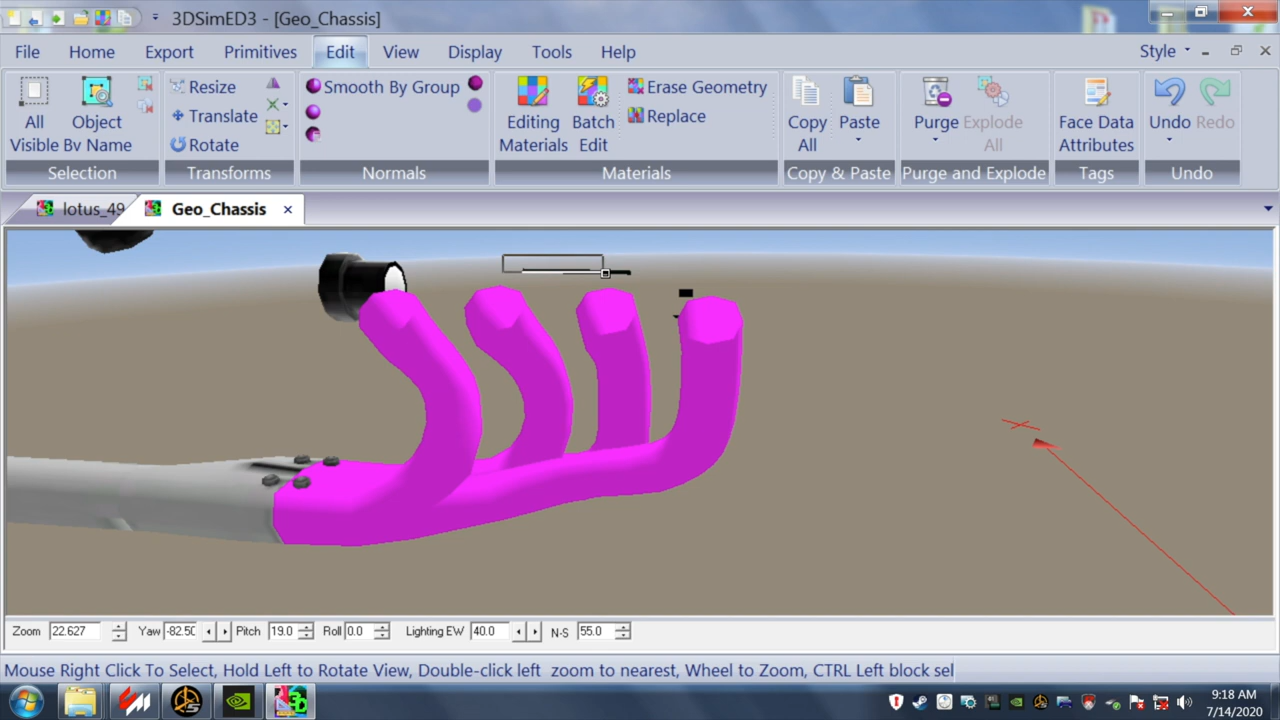 3DSimED3 - [Geo_Chassis]
File Home Export Primitives Edit View Display Tools Help Style
Resize Smooth By Group Erase Geometry
Translate Replace
All Object Editing Batch Copy Paste Purge Explode Face Data Undo Redo
Visible By Name Rotate Materials Edit All All Attributes
Selection Transforms Normals Materials Copy & Paste Purge and Explode Tags Undo
lotus_49 Geo_Chassis
Zoom 22.627 Yaw -82.50 Pitch 19.0 Roll 0.0 Lighting EW 40.0 N-S 55.0
Mouse Right Click To Select, Hold Left to Rotate View, Double-click left zoom to nearest, Wheel to Zoom, CTRL Left block sel
9:18 AM
7/14/2020